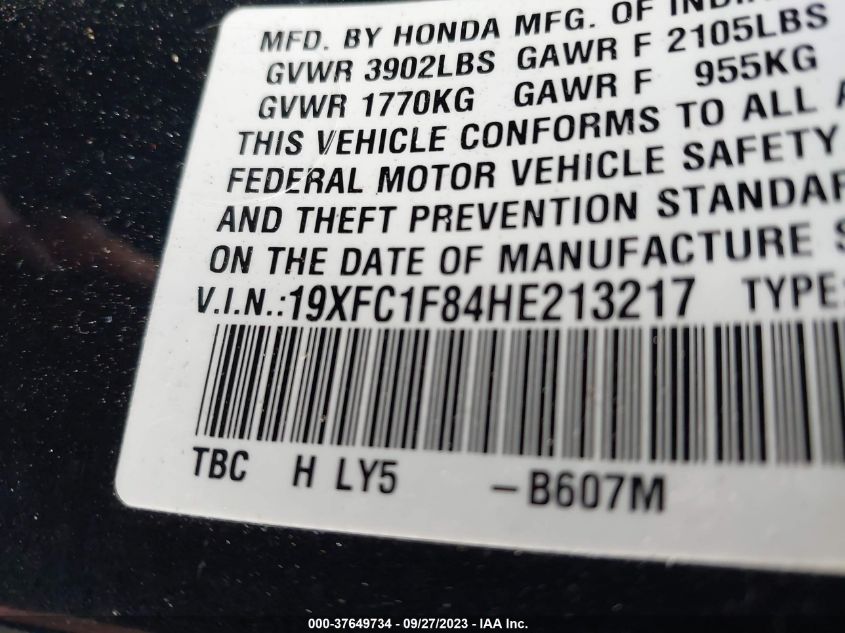 MFD. BY HONDA MFG. OF
GVWR 3902LBS GAWR F 2105LBS
GVWR 1770KG GAWR F 955KG
THIS VEHICLE CONFORMS TO ALL
FEDERAL MOTOR VEHICLE SAFETY
AND THEFT PREVENTION
ON THE DATE OF MANUFACTURE
V.I.N.:19XFC1F84HE213217 TYPE:
TBC H LY5 -B607M
000-37649734 - 09/27/2023 - IAA Inc.